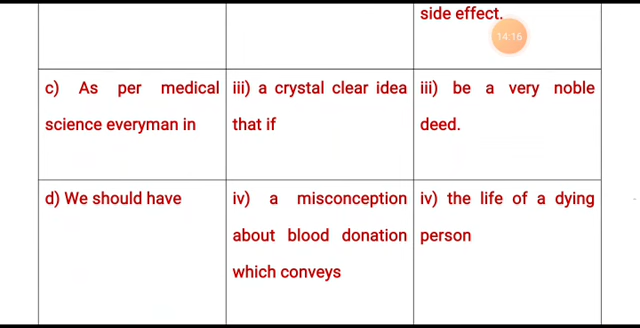 side effect.
14:16
c) As per medical science everyman in
iii) a crystal clear idea that if
iii) be a very noble deed.
d) We should have
iv) a misconception about blood donation which conveys
iv) the life of a dying person